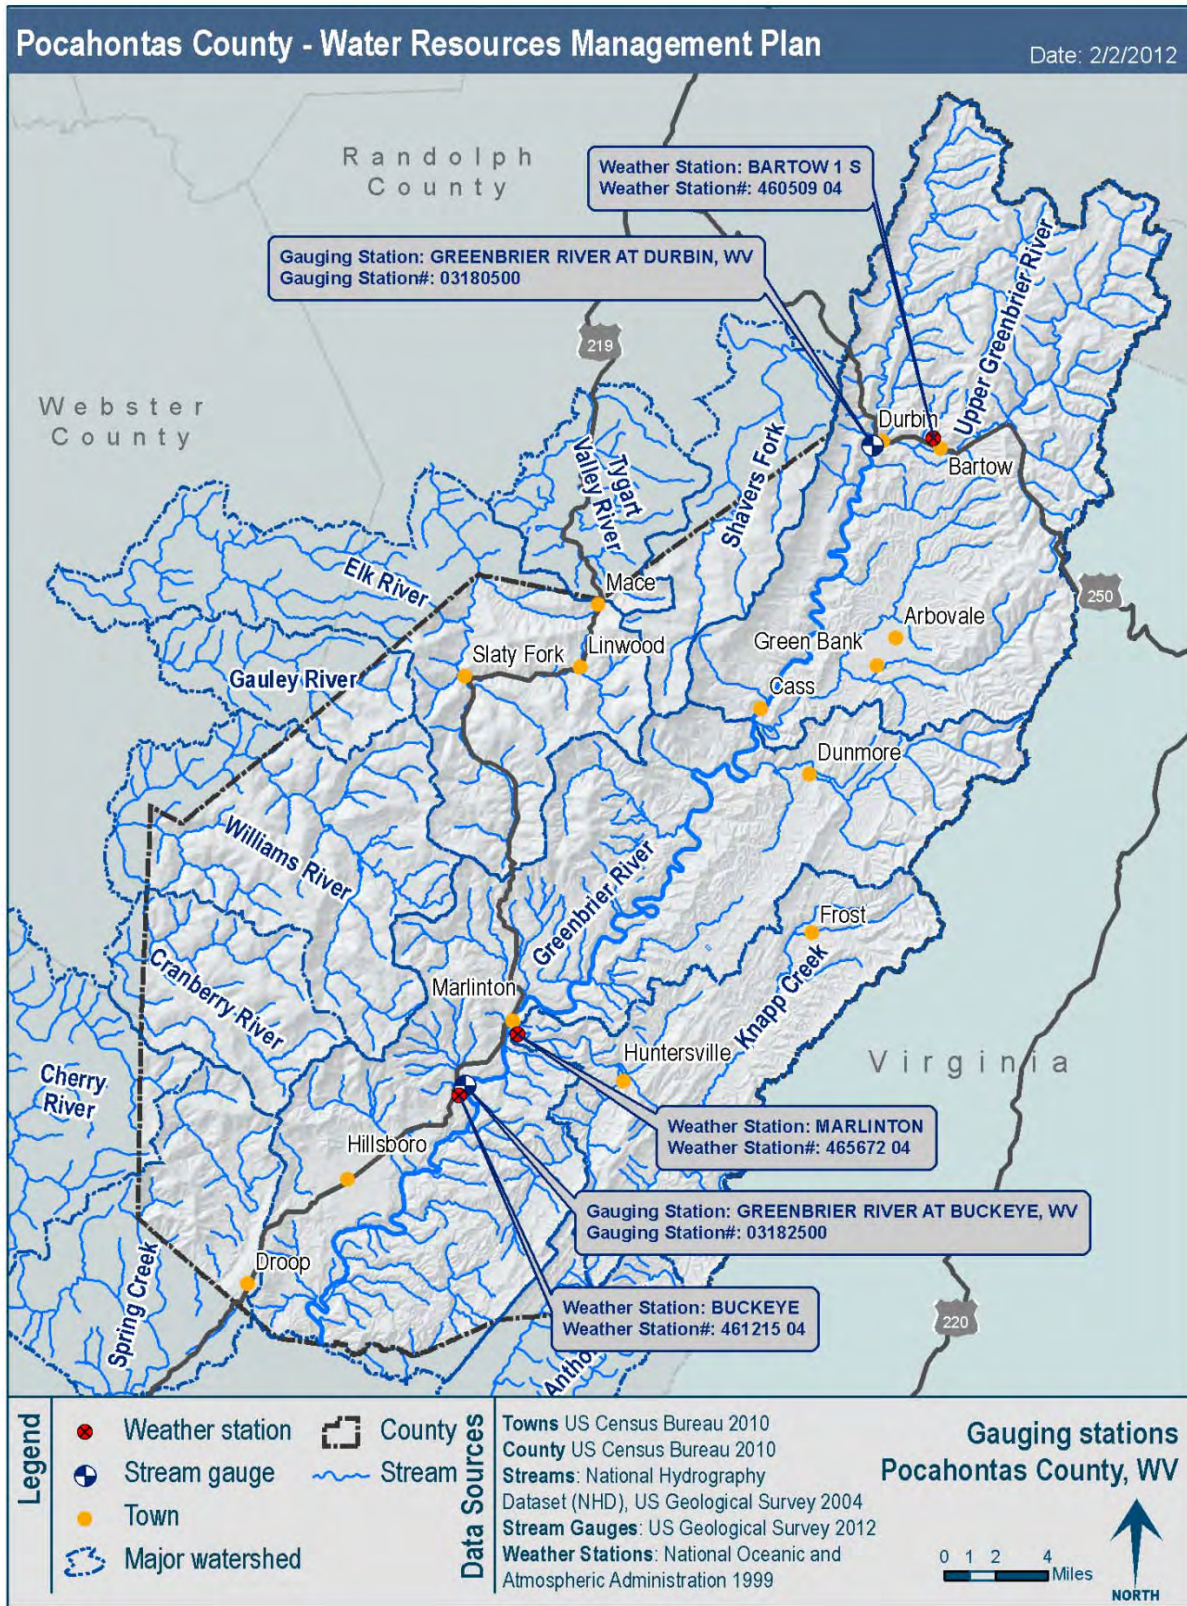 Pocahontas County - Water Resources Management Plan
Date: 2/2/2012
Randolph
County
Weather Station: BARTOW 1 S
Weather Station#: 460509 04
Gauging Station: GREENBRIER RIVER AT DURBIN, WV
Gauging Station#: 03180500
Upper Greenbrier River
219
Webster
County
Durbin
Bartow
Tygart
Valley River
Shavers Fork
Elk River
Mace
250
Arbovale
Green Bank
Slaty Fork
Linwood
Gauley River
Cass
Dunmore
Williams River
Greenbrier River
Frost
Cranberry River
Marlinton
Knapp Creek
Huntersville
Virginia
Cherry
River
Weather Station: MARLINTON
Weather Station#: 465672 04
Hillsboro
Gauging Station: GREENBRIER RIVER AT BUCKEYE, WV
Gauging Station#: 03182500
Droop
Spring Creek
Weather Station: BUCKEYE
Weather Station#: 461215 04
220
Legend
Weather station
Stream gauge
Town
Major watershed
County
Stream
Data Sources
Towns US Census Bureau 2010
County US Census Bureau 2010
Streams: National Hydrography
Dataset (NHD), US Geological Survey 2004
Stream Gauges: US Geological Survey 2012
Weather Stations: National Oceanic and
Atmospheric Administration 1999
Gauging stations
Pocahontas County, WV
0 1 2 4
Miles
NORTH